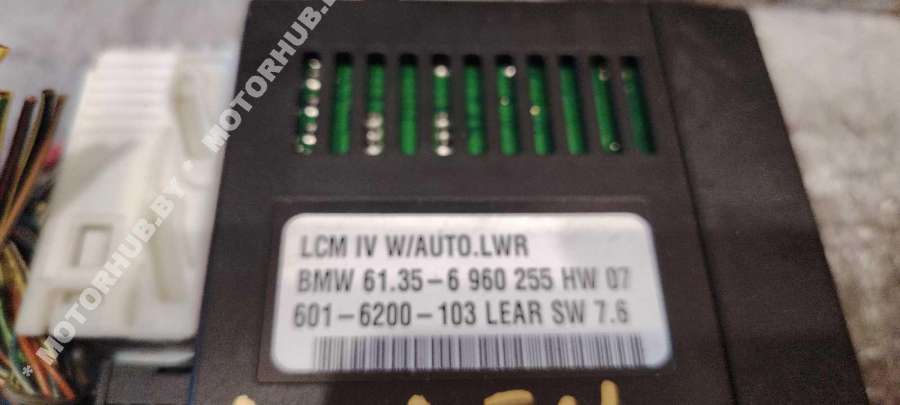 * MOTORHUB.BY * MOTORHUB.BY
LCM IV W/AUTO.LWR
BMW 61.35-6 960 255 HW 07
601-6200-103 LEAR SW 7.6